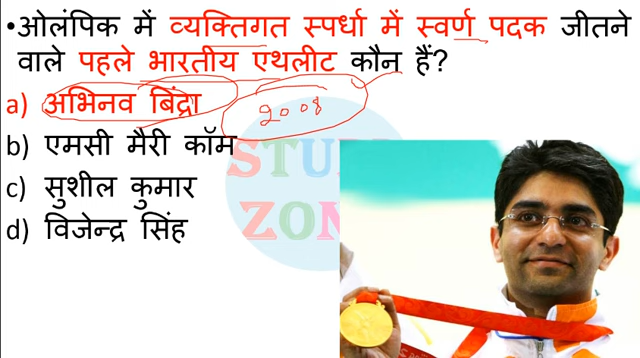 •ओलंपिक में व्यक्तिगत स्पर्धा में स्वर्ण पदक जीतने
वाले पहले भारतीय एथलीट कौन हैं?
a) अभिनव बिंद्रा
2008
b) एमसी मैरी कॉम
c) सुशील कुमार
d) विजेन्द्र सिंह